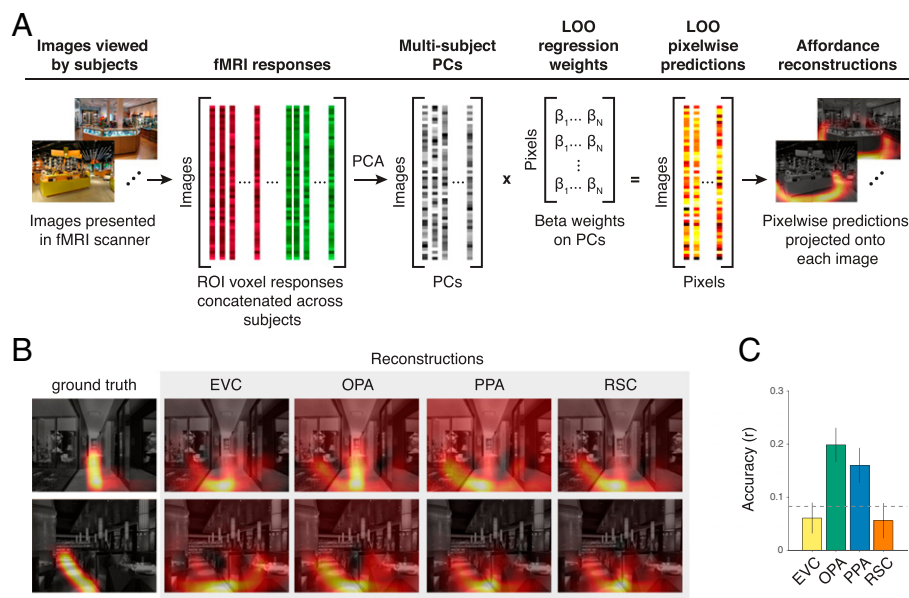 A
Images viewed
by subjects
fMRI responses
Multi-subject
PCs
LOO
regression
weights
LOO
pixelwise
predictions
Affordance
reconstructions
Images
...
...
...
PCA
Images
...
PCs
x
Pixels
β1... βN
β1... βN
⋮
β1... βN
=
Images
...
Pixels
Images presented
in fMRI scanner
ROI voxel responses
concatenated across
subjects
Beta weights
on PCs
Pixelwise predictions
projected onto
each image
B
Reconstructions
ground truth
EVC
OPA
PPA
RSC
C
Accuracy (r)
0.3
0.2
0.1
0
EVC
OPA
PPA
RSC